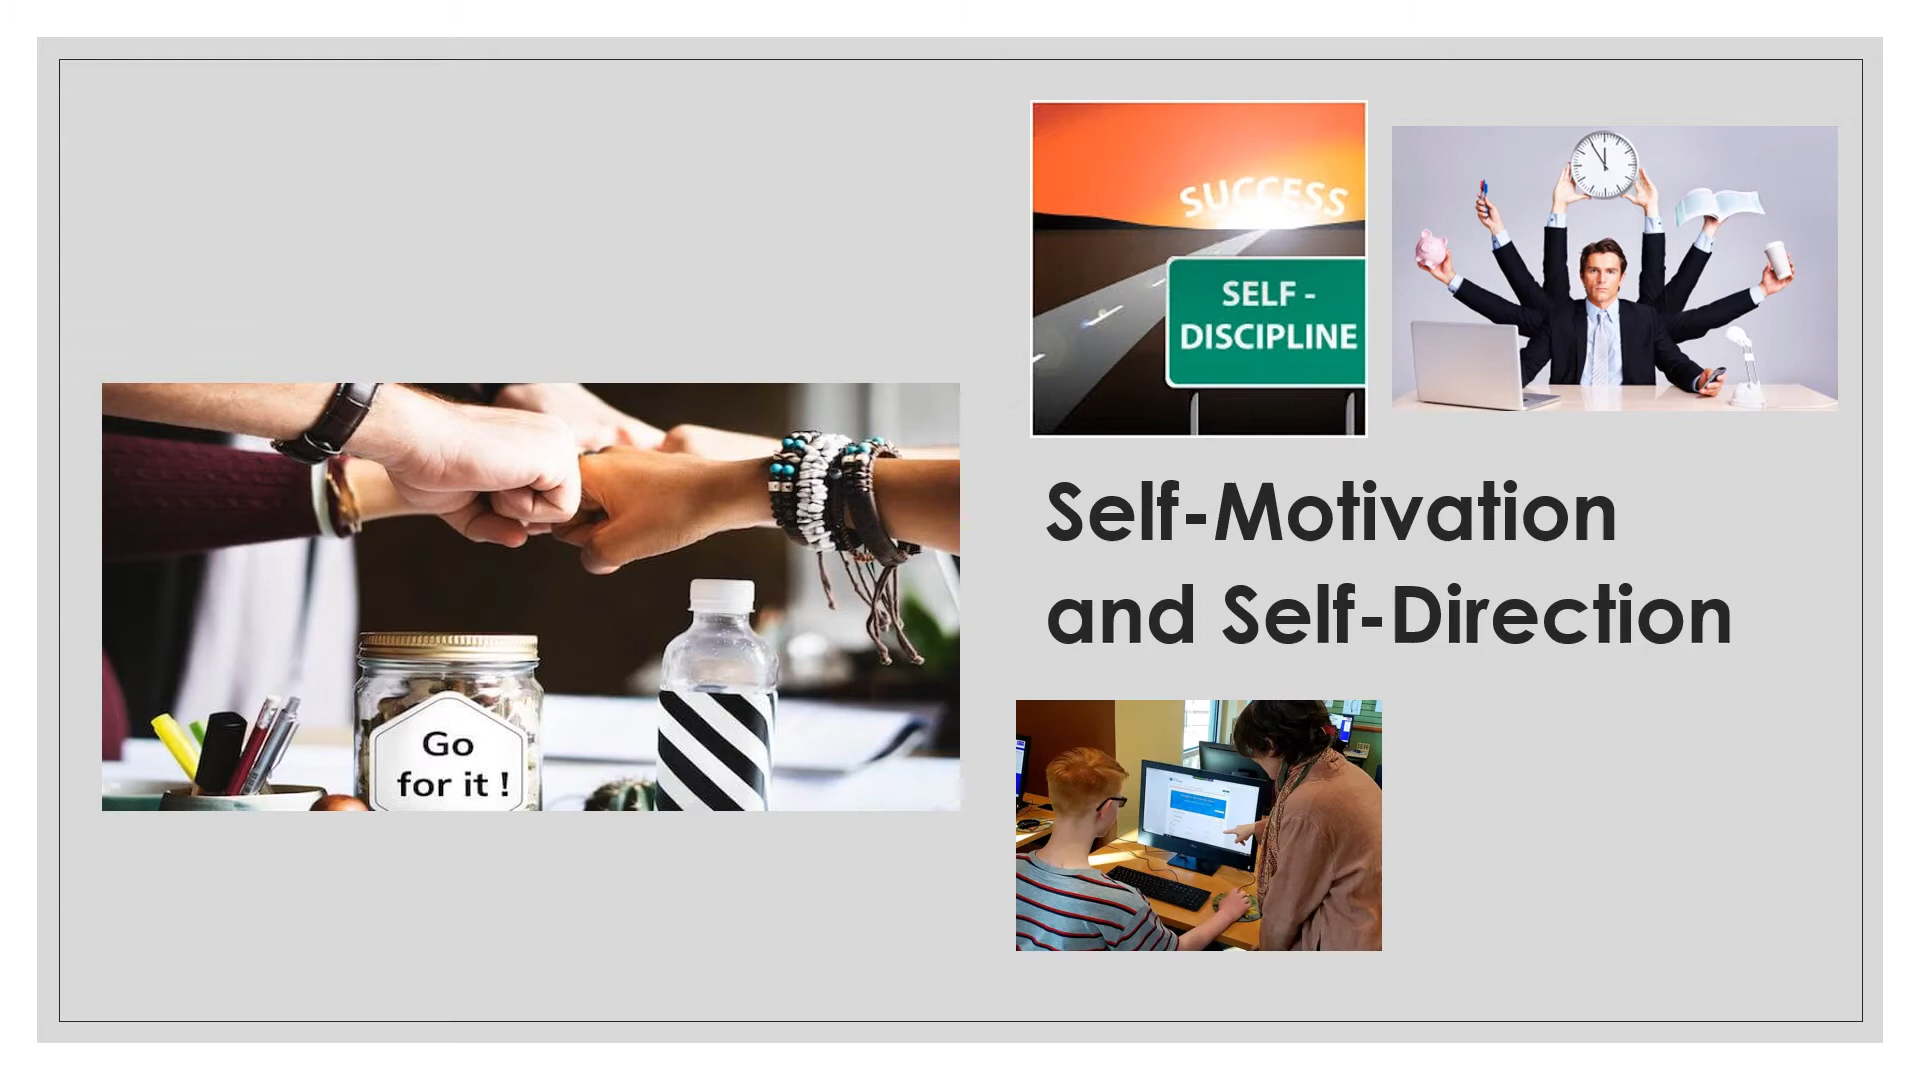 SUCCESS
SELF -
DISCIPLINE
Self-Motivation
and Self-Direction
Go
for it !